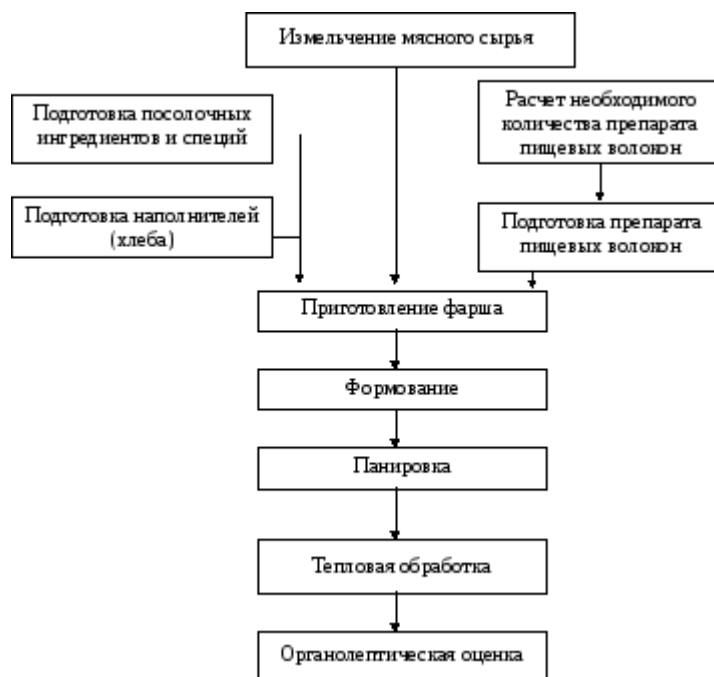 Измельчение мясного сырья
Подготовка посолочных
ингредиентов и специй
Расчет необходимого
количества препарата
пищевых волокон
Подготовка наполнителей
(хлеба)
Подготовка препарата
пищевых волокон
Приготовление фарша
Формование
Панировка
Тепловая обработка
Органолептическая оценка